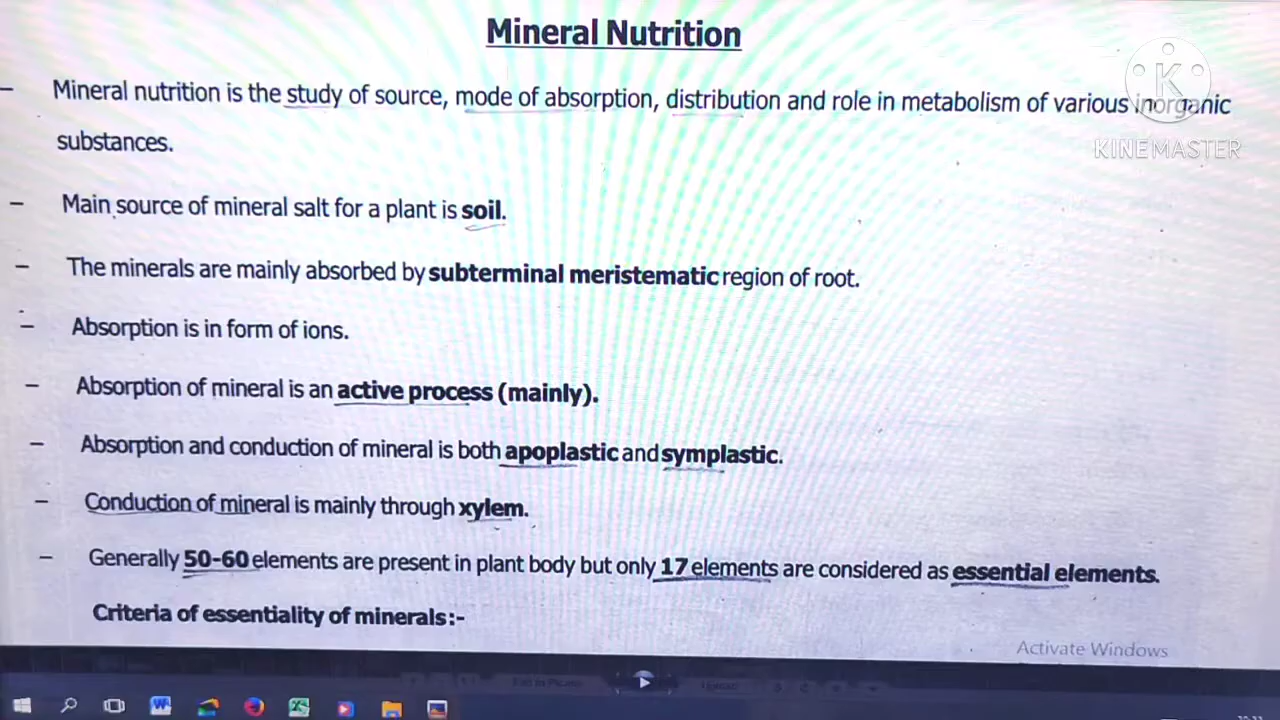 Mineral Nutrition
K
KINEMASTER
– Mineral nutrition is the study of source, mode of absorption, distribution and role in metabolism of various inorganic
substances.
– Main source of mineral salt for a plant is soil.
– The minerals are mainly absorbed by subterminal meristematic region of root.
– Absorption is in form of ions.
– Absorption of mineral is an active process (mainly).
– Absorption and conduction of mineral is both apoplastic and symplastic.
– Conduction of mineral is mainly through xylem.
– Generally 50-60 elements are present in plant body but only 17 elements are considered as essential elements.
Criteria of essentiality of minerals:-
Activate Windows